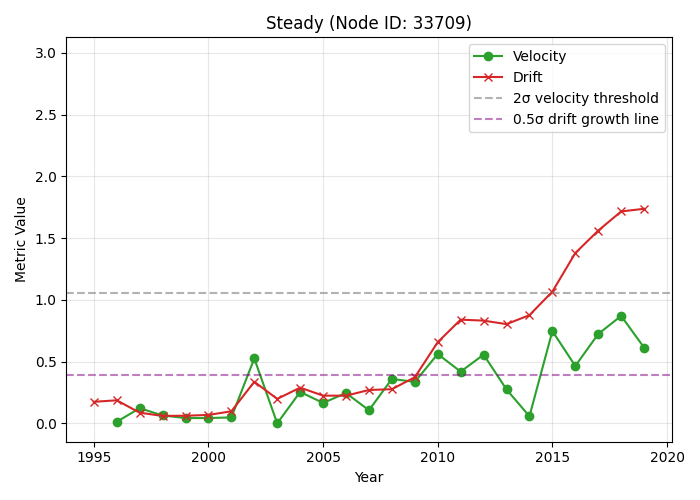 Steady (Node ID: 33709)
Velocity
Drift
2σ velocity threshold
0.5σ drift growth line
Metric Value
3.0
2.5
2.0
1.5
1.0
0.5
0.0
1995 2000 2005 2010 2015 2020
Year